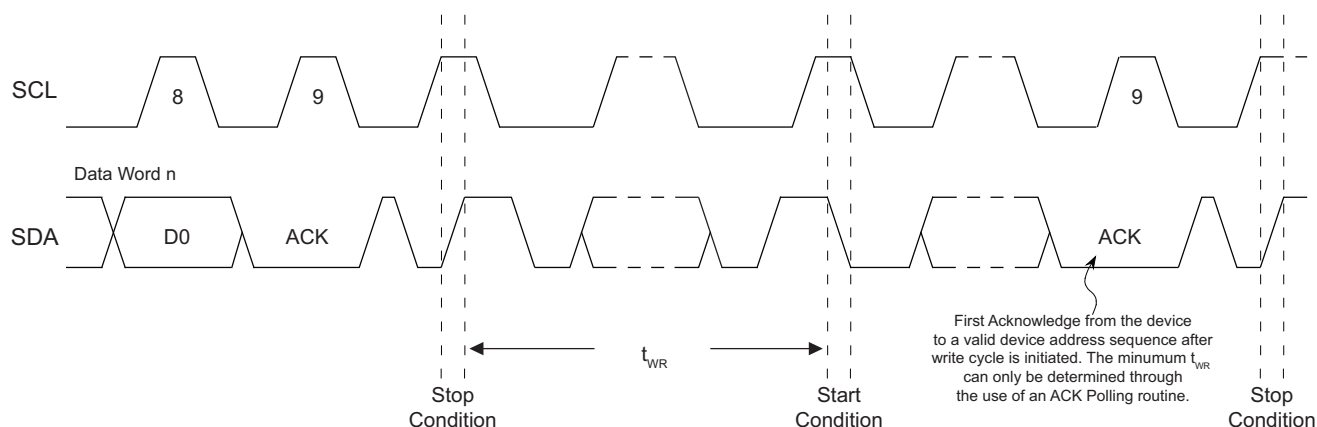 SCL
8
9
9
Data Word n
SDA
D0
ACK
ACK
First Acknowledge from the device
to a valid device address sequence after
write cycle is initiated. The minumum tWR
can only be determined through
the use of an ACK Polling routine.
tWR
Stop
Condition
Start
Condition
Stop
Condition